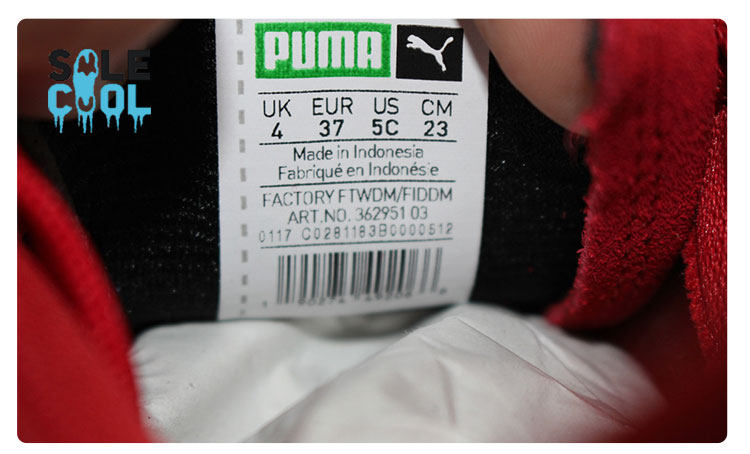 SOLE
COOL
PUMA
UK EUR US CM
4 37 5C 23
Made in Indonesia
Fabriqué en Indonésie
FACTORY FTWDM/FIDDM
ART.NO. 362951 03
0117 C0281183B0000512